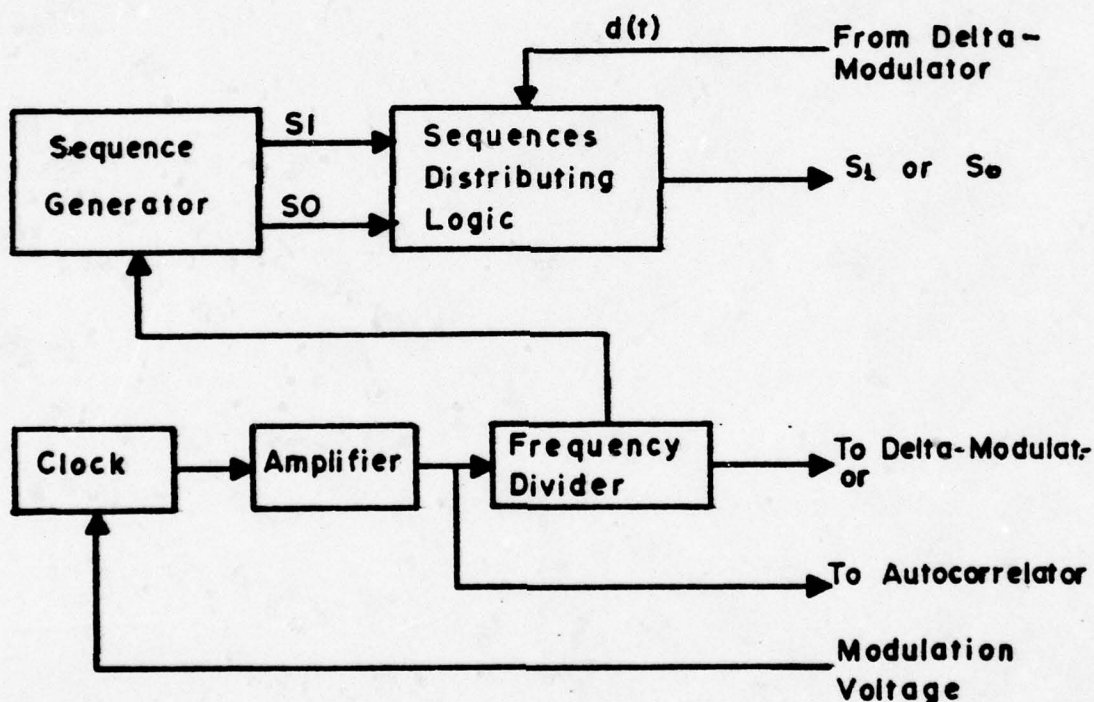 d(t)
From Delta-
Modulator
Sequence
Generator
S1
S0
Sequences
Distributing
Logic
S1 or So
Clock
Amplifier
Frequency
Divider
To Delta-Modulat-
or
To Autocorrelator
Modulation
Voltage